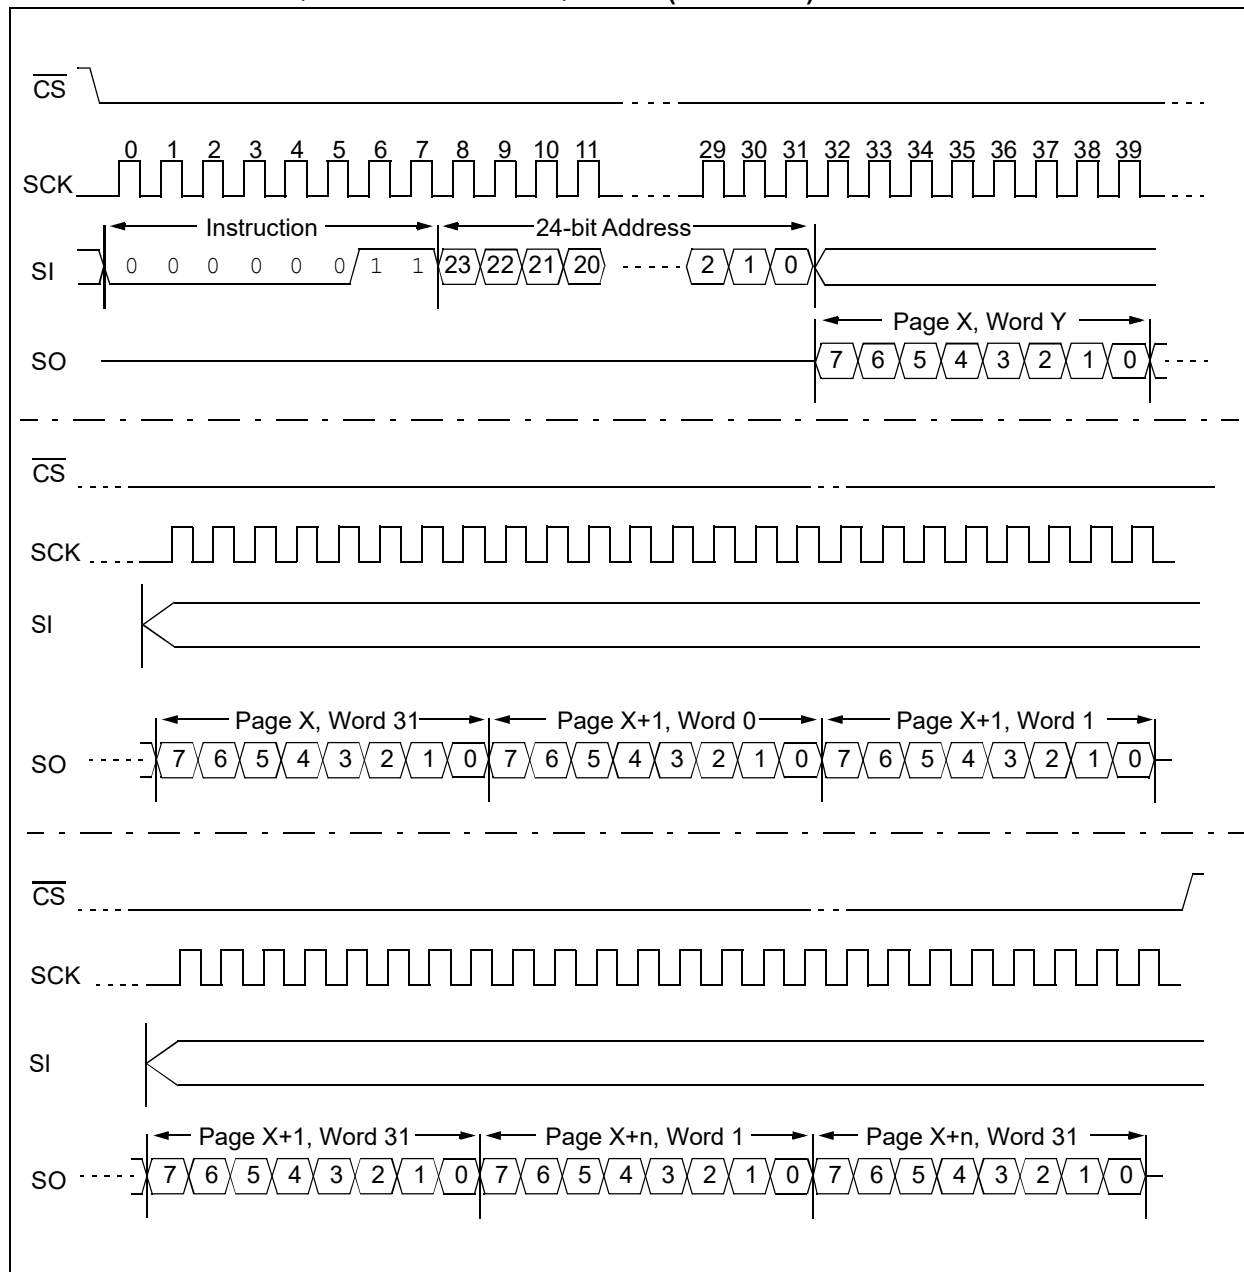 CS
0 1 2 3 4 5 6 7 8 9 10 11 29 30 31 32 33 34 35 36 37 38 39
SCK
Instruction 24-bit Address
SI 0 0 0 0 0 0 1 1 23 22 21 20 2 1 0
Page X, Word Y
SO 7 6 5 4 3 2 1 0
CS
SCK
SI
Page X, Word 31 Page X+1, Word 0 Page X+1, Word 1
SO 7 6 5 4 3 2 1 0 7 6 5 4 3 2 1 0 7 6 5 4 3 2 1 0
CS
SCK
SI
Page X+1, Word 31 Page X+n, Word 1 Page X+n, Word 31
SO 7 6 5 4 3 2 1 0 7 6 5 4 3 2 1 0 7 6 5 4 3 2 1 0